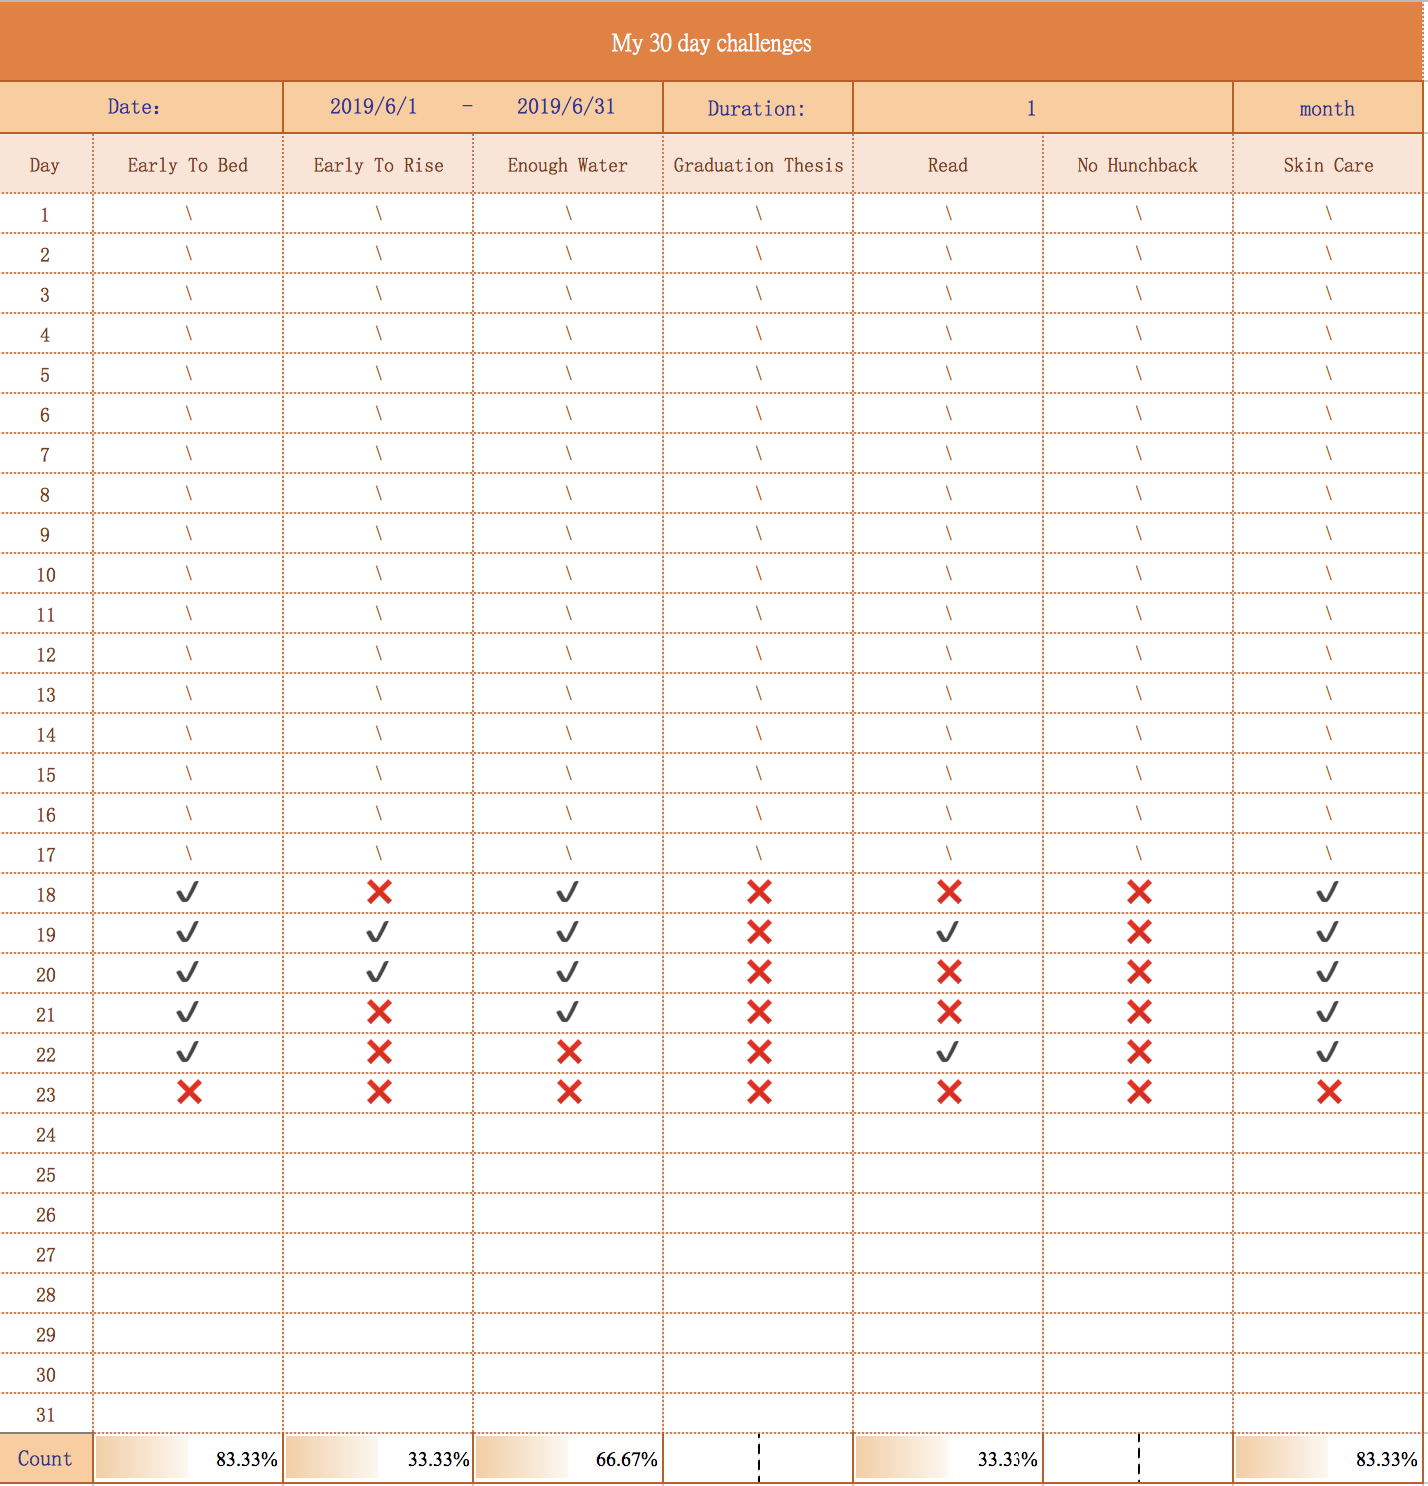 My 30 day challenges
Date: 2019/6/1 - 2019/6/31 Duration: 1 month
Day Early To Bed Early To Rise Enough Water Graduation Thesis Read No Hunchback Skin Care
1 \ \ \ \ \ \ \
2 \ \ \ \ \ \ \
3 \ \ \ \ \ \ \
4 \ \ \ \ \ \ \
5 \ \ \ \ \ \ \
6 \ \ \ \ \ \ \
7 \ \ \ \ \ \ \
8 \ \ \ \ \ \ \
9 \ \ \ \ \ \ \
10 \ \ \ \ \ \ \
11 \ \ \ \ \ \ \
12 \ \ \ \ \ \ \
13 \ \ \ \ \ \ \
14 \ \ \ \ \ \ \
15 \ \ \ \ \ \ \
16 \ \ \ \ \ \ \
17 \ \ \ \ \ \ \
18 ✔ ❌ ✔ ❌ ❌ ❌ ✔
19 ✔ ✔ ✔ ❌ ✔ ❌ ✔
20 ✔ ✔ ✔ ❌ ❌ ❌ ✔
21 ✔ ❌ ✔ ❌ ❌ ❌ ✔
22 ✔ ❌ ❌ ❌ ✔ ❌ ✔
23 ❌ ❌ ❌ ❌ ❌ ❌ ❌
24
25
26
27
28
29
30
31
Count 83.33% 33.33% 66.67% 33.33% 83.33%